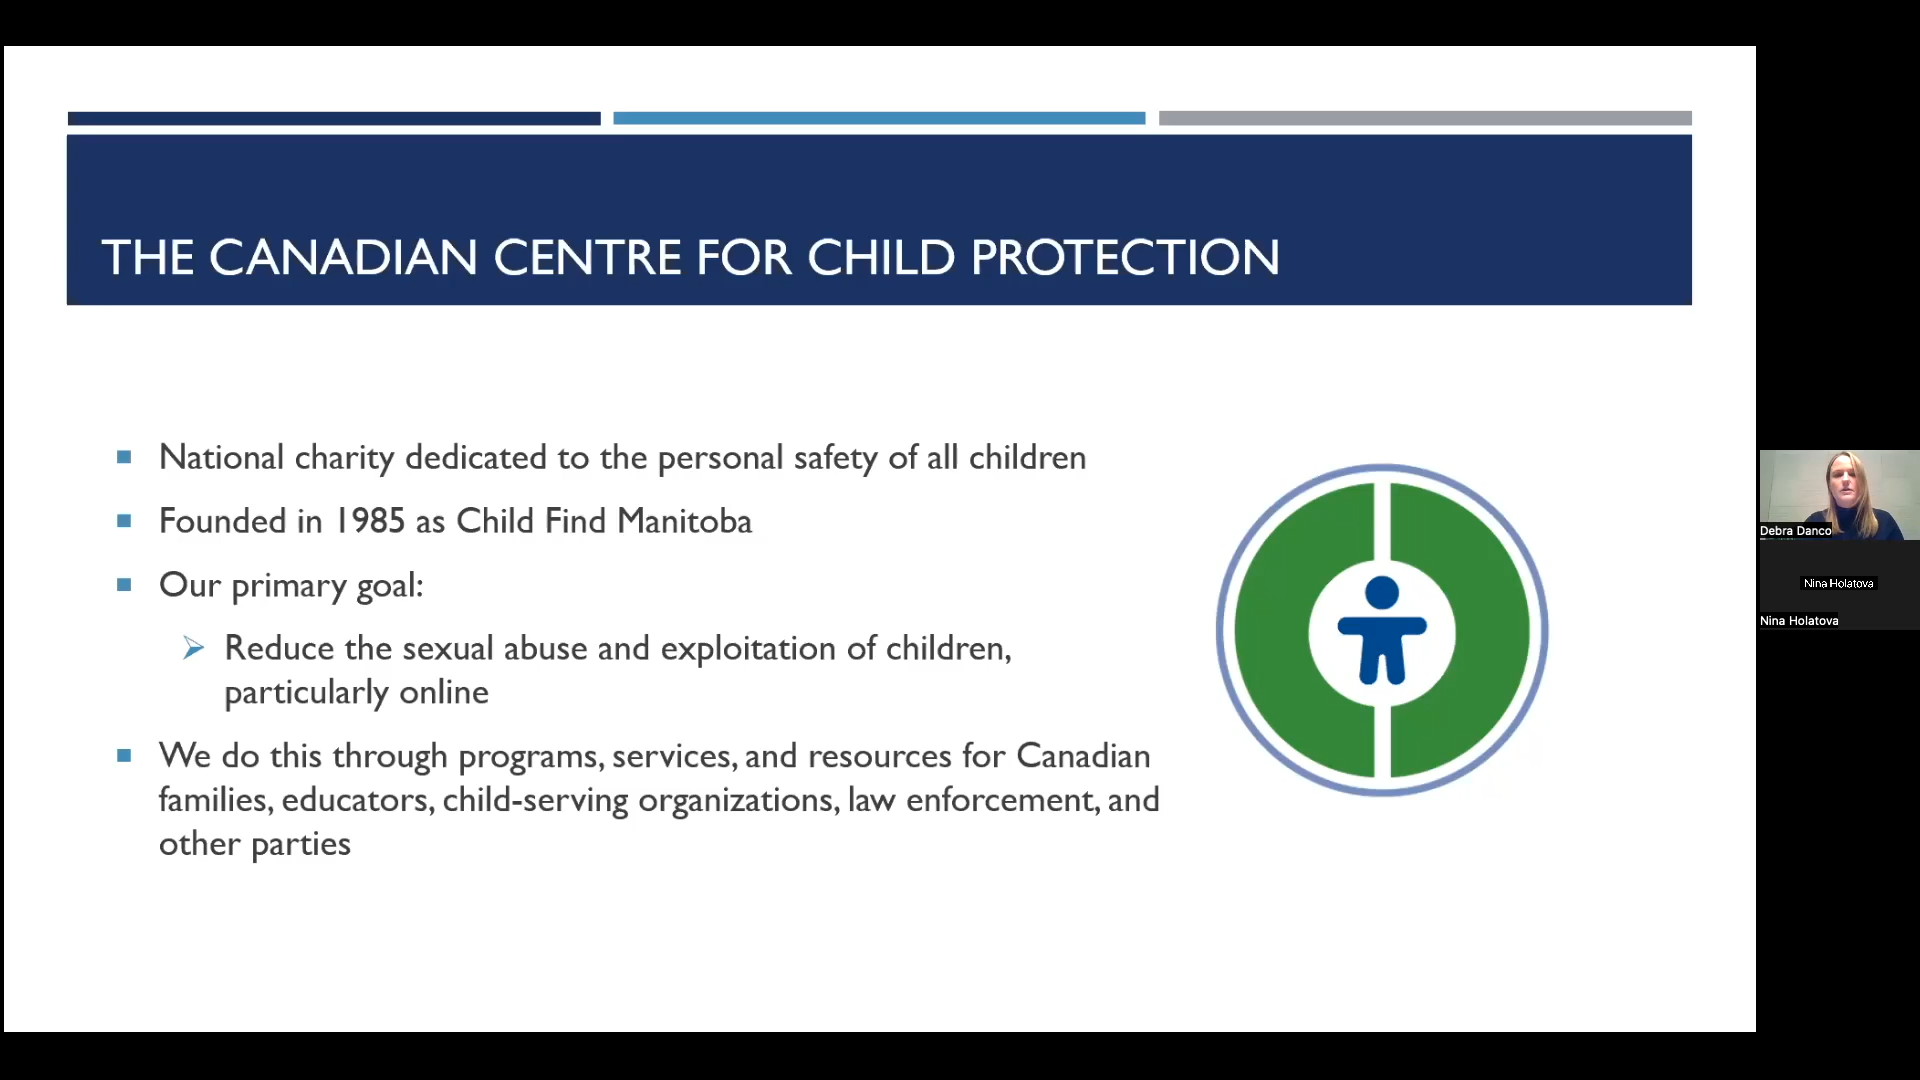 THE CANADIAN CENTRE FOR CHILD PROTECTION
National charity dedicated to the personal safety of all children
Founded in 1985 as Child Find Manitoba
Our primary goal:
Reduce the sexual abuse and exploitation of children,
particularly online
We do this through programs, services, and resources for Canadian
families, educators, child-serving organizations, law enforcement, and
other parties
Debra Danco
Nina Holatova
Nina Holatova